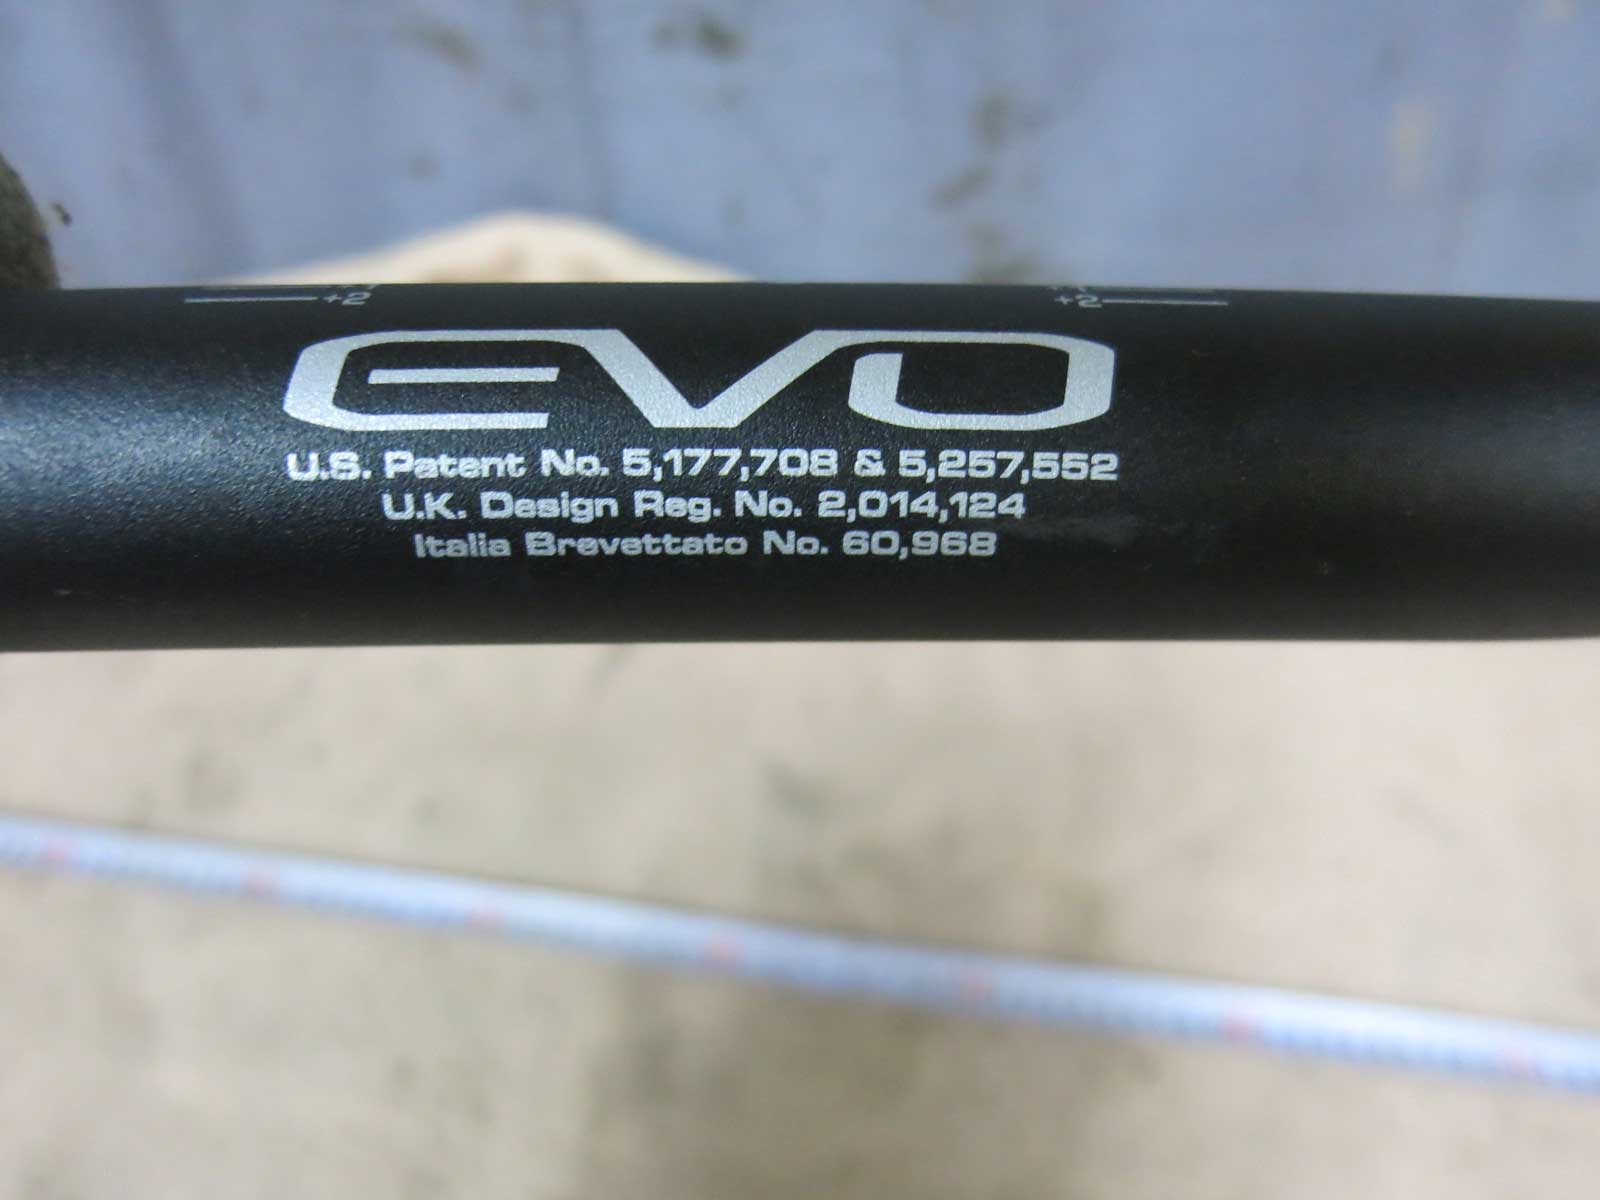 +2 +2
EVO
U.S. Patent No. 5,177,708 & 5,257,552
U.K. Design Reg. No. 2,014,124
Italia Brevettato No. 60,968